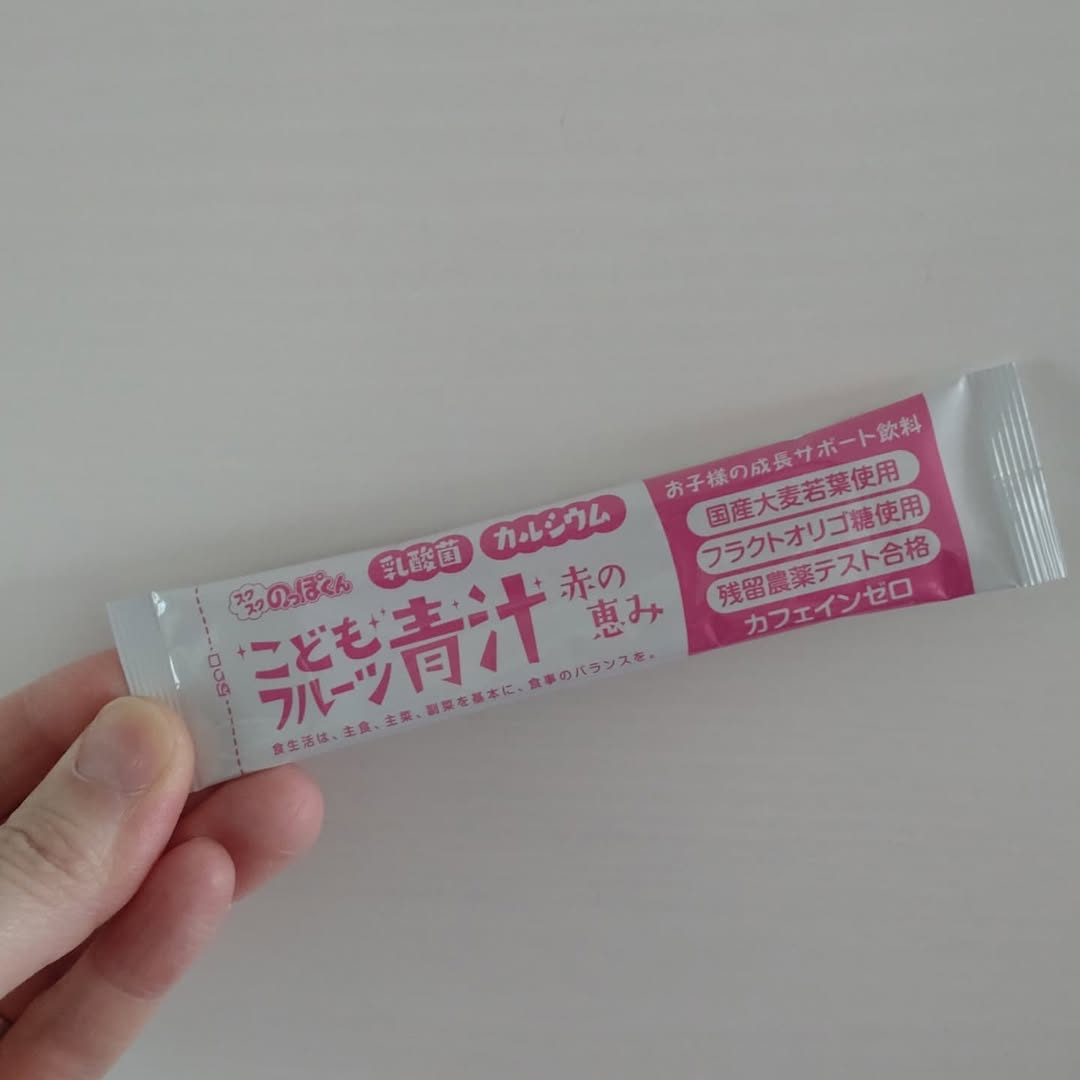 スクスクのっぽくん
乳酸菌 カルシウム
こどもフルーツ青汁
赤の恵み
食生活は、主食、主菜、副菜を基本に、食事のバランスを。
お子様の成長サポート飲料
国産大麦若葉使用
フラクトオリゴ糖使用
残留農薬テスト合格
カフェインゼロ